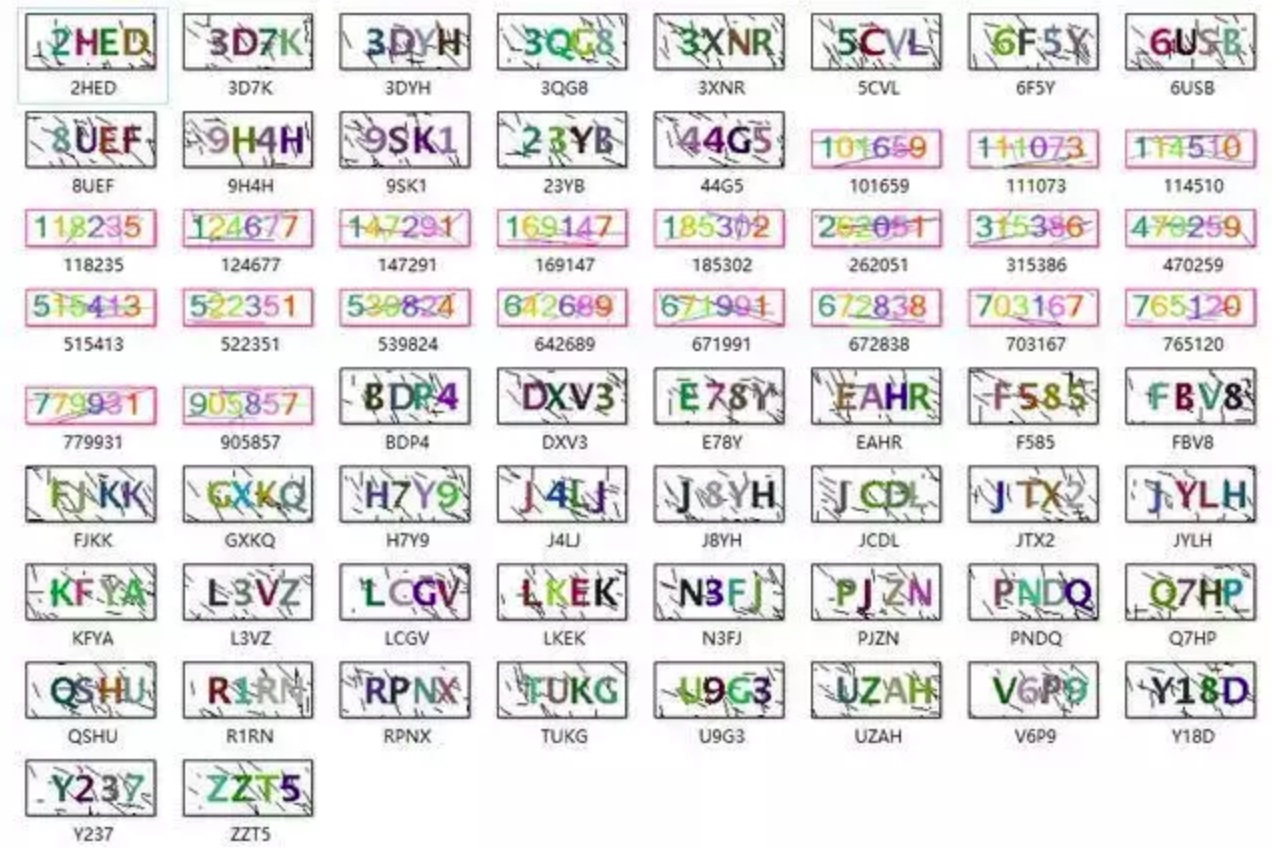 2HED 3D7K 3DYH 3QG8 3XNR 5CVL 6F5Y 6USB
2HED 3D7K 3DYH 3QG8 3XNR 5CVL 6F5Y 6USB
8UEF 9H4H 9SK1 23YB 44G5 101659 111073 114510
8UEF 9H4H 9SK1 23YB 44G5 101659 111073 114510
118235 124677 147291 169147 185302 262051 315386 470259
118235 124677 147291 169147 185302 262051 315386 470259
515413 522351 539824 642689 671991 672838 703167 765120
515413 522351 539824 642689 671991 672838 703167 765120
779931 905857 BDP4 DXV3 E78Y EAHR F585 FBV8
779931 905857 BDP4 DXV3 E78Y EAHR F585 FBV8
FJKK GXKQ H7Y9 J4LJ J8YH JCDL JTX2 JYLH
FJKK GXKQ H7Y9 J4LJ J8YH JCDL JTX2 JYLH
KFYA L3VZ LCGV LKEK N3FJ PJZN PNDQ Q7HP
KFYA L3VZ LCGV LKEK N3FJ PJZN PNDQ Q7HP
QSHU R1RN RPNX TUKG U9G3 UZAH V6P9 Y18D
QSHU R1RN RPNX TUKG U9G3 UZAH V6P9 Y18D
Y237 ZZT5
Y237 ZZT5